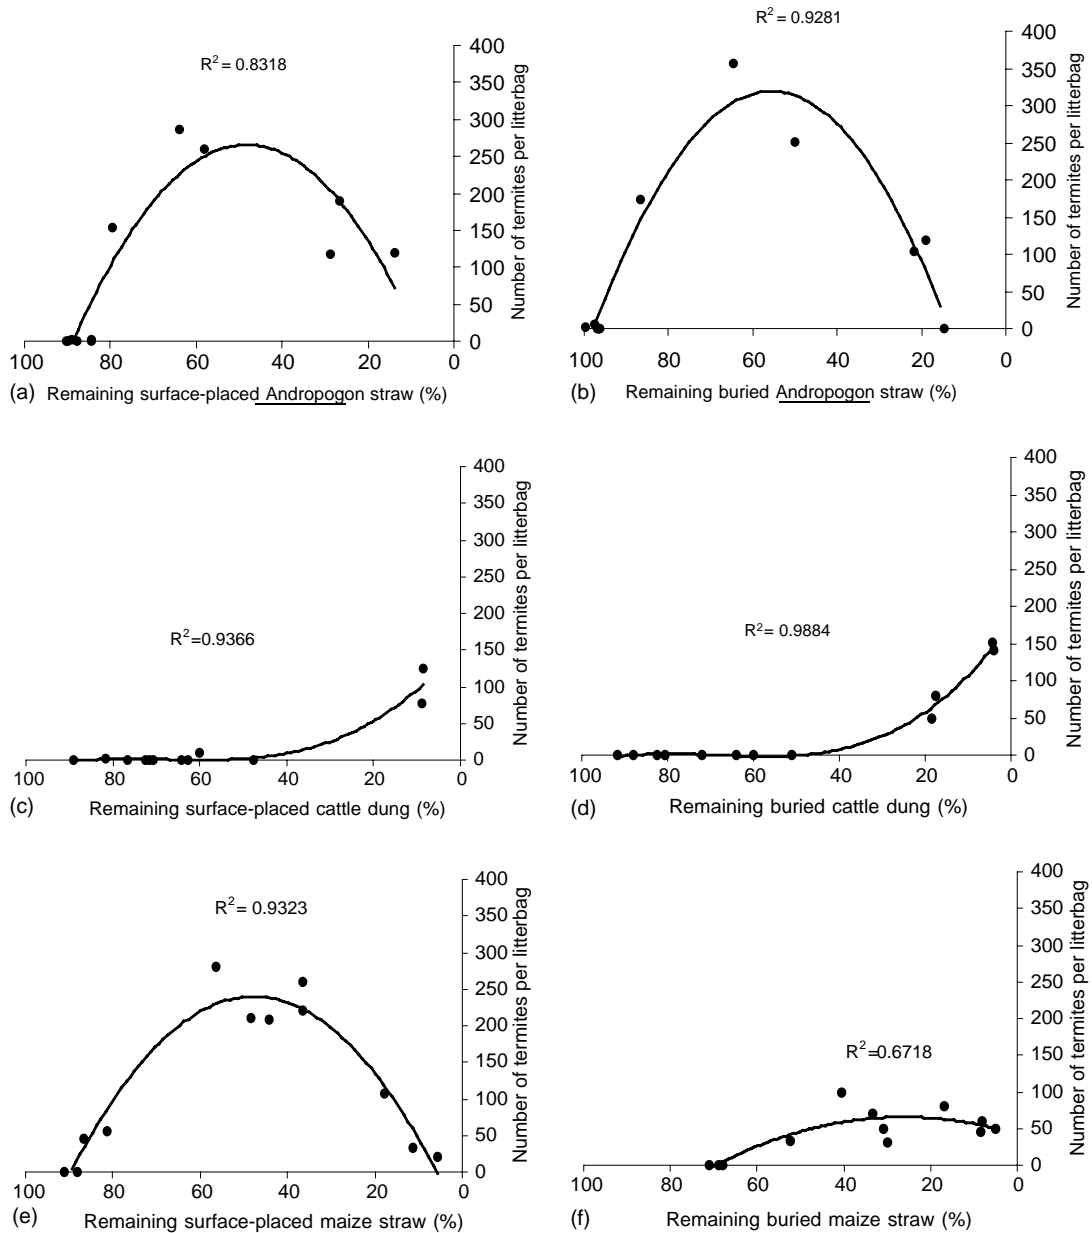 R2 = 0.8318
400
350
300
250
200
150
100
50
0
Number of termites per litterbag
100 80 60 40 20 0
(a) Remaining surface-placed Andropogon straw (%)
R2 = 0.9281
400
350
300
250
200
150
100
50
0
Number of termites per litterbag
100 80 60 40 20 0
(b) Remaining buried Andropogon straw (%)
R2=0.9366
400
350
300
250
200
150
100
50
0
Number of termites per litterbag
100 80 60 40 20 0
(c) Remaining surface-placed cattle dung (%)
R2= 0.9884
400
350
300
250
200
150
100
50
0
Number of termites per litterbag
100 80 60 40 20 0
(d) Remaining buried cattle dung (%)
R2= 0.9323
400
350
300
250
200
150
100
50
0
Number of termites per litterbag
100 80 60 40 20 0
(e) Remaining surface-placed maize straw (%)
R2=0.6718
400
350
300
250
200
150
100
50
0
Number of termites per litterbag
100 80 60 40 20 0
(f) Remaining buried maize straw (%)